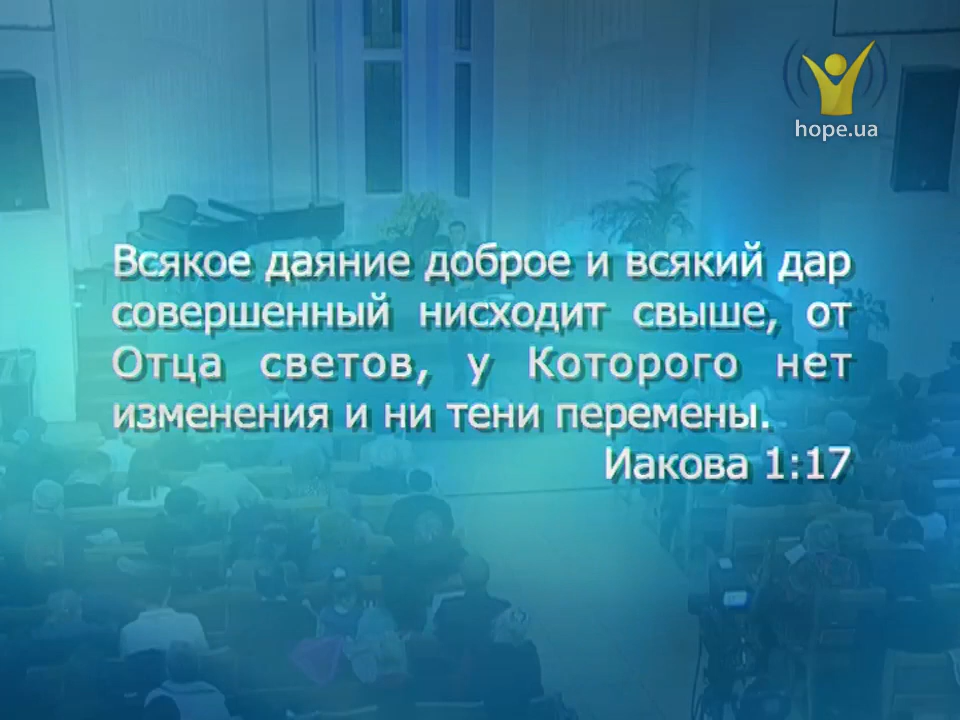 hope.ua
Всякое даяние доброе и всякий дар
совершенный нисходит свыше, от
Отца светов, у Которого нет
изменения и ни тени перемены.
Иакова 1:17